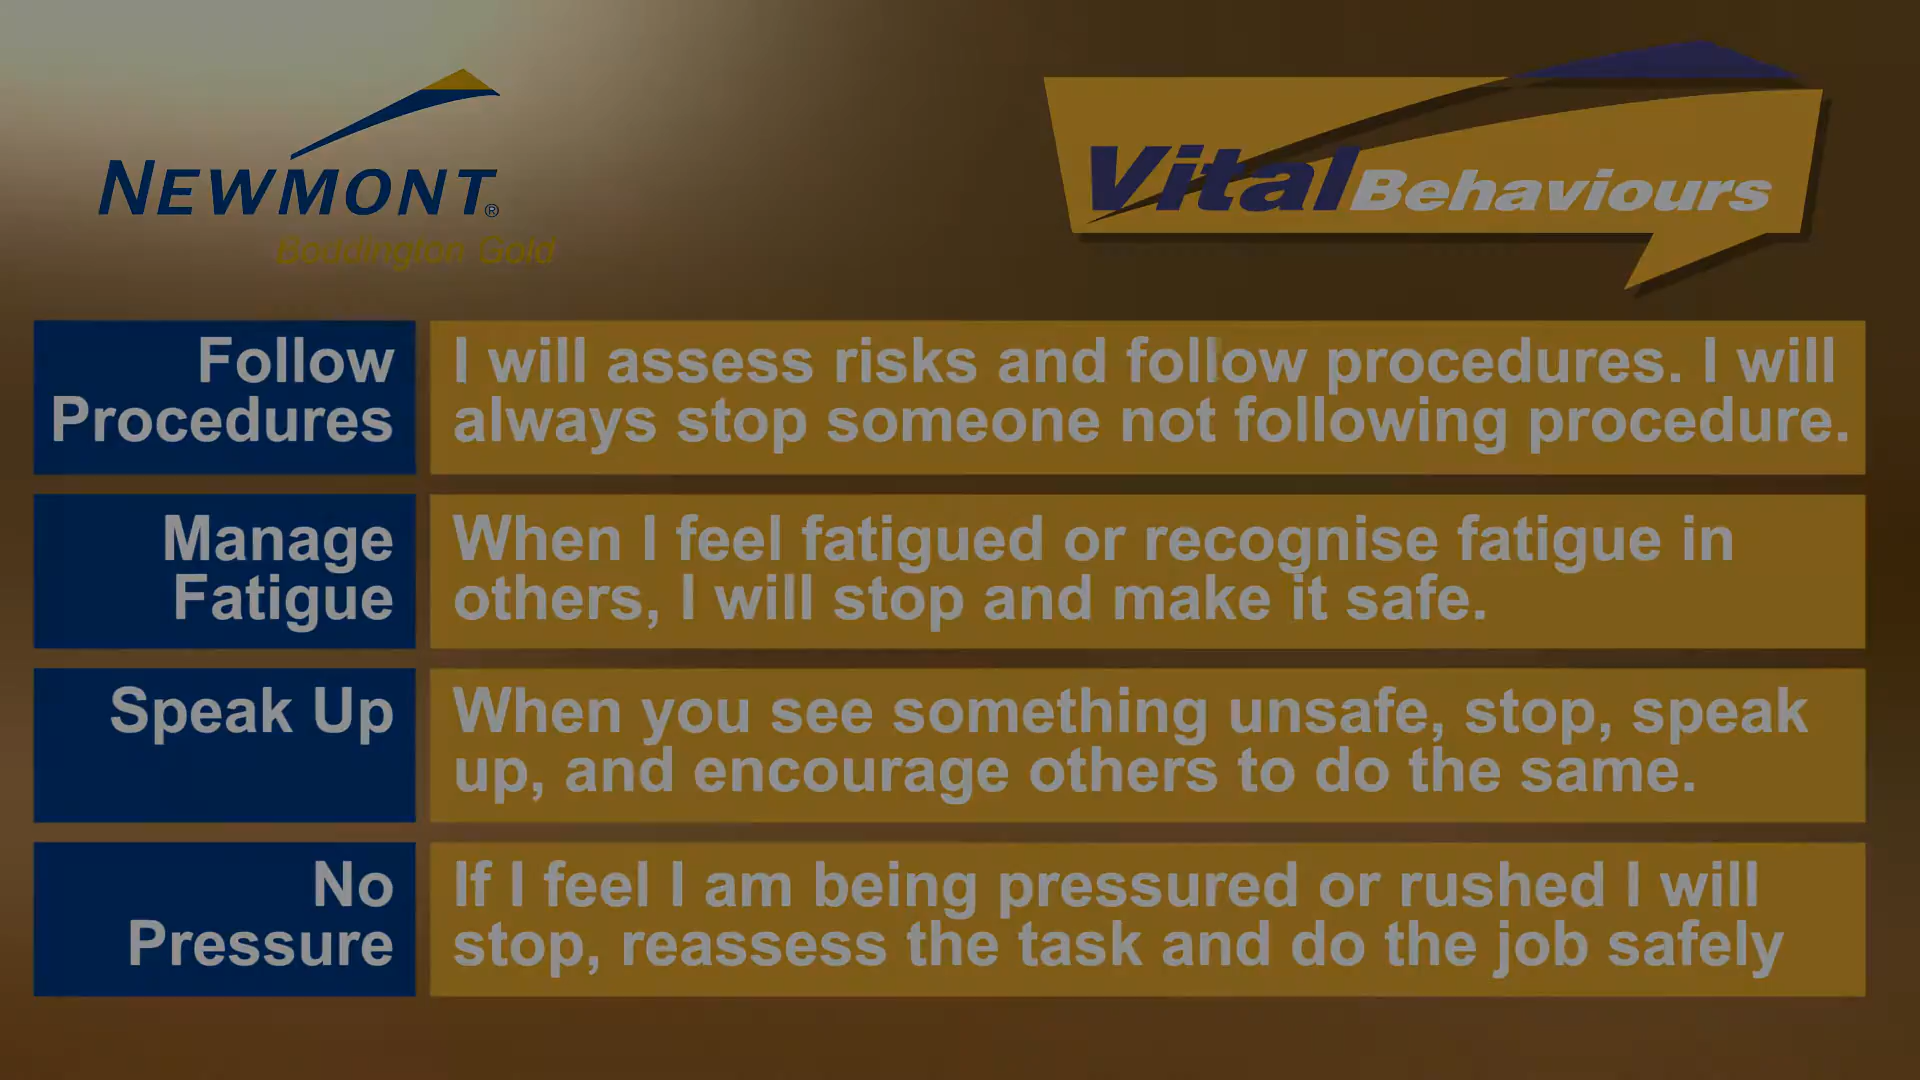 NEWMONT®
Boddington Gold
Vital Behaviours
Follow
Procedures
I will assess risks and follow procedures. I will
always stop someone not following procedure.
Manage
Fatigue
When I feel fatigued or recognise fatigue in
others, I will stop and make it safe.
Speak Up
When you see something unsafe, stop, speak
up, and encourage others to do the same.
No
Pressure
If I feel I am being pressured or rushed I will
stop, reassess the task and do the job safely